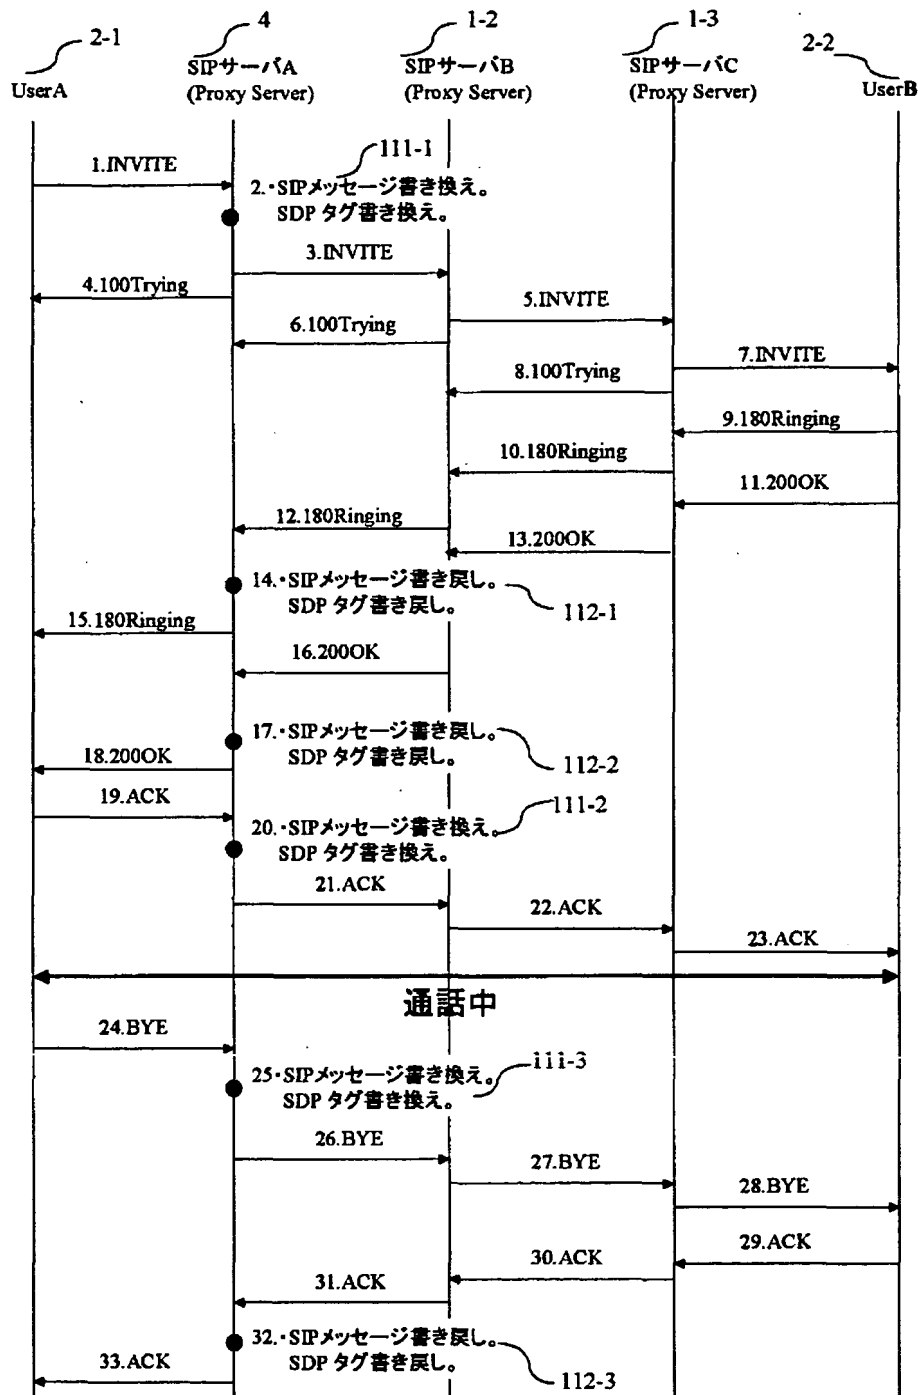 2-1
4
1-2
1-3
2-2
UserA
SIPサーバA
(Proxy Server)
SIPサーバB
(Proxy Server)
SIPサーバC
(Proxy Server)
UserB
111-1
1.INVITE
2.・SIPメッセージ書き換え。
SDP タグ書き換え。
3.INVITE
4.100Trying
5.INVITE
6.100Trying
7.INVITE
8.100Trying
9.180Ringing
10.180Ringing
11.200OK
12.180Ringing
13.200OK
14.・SIPメッセージ書き戻し。
SDP タグ書き戻し。
112-1
15.180Ringing
16.200OK
17.・SIPメッセージ書き戻し。
SDP タグ書き戻し。
112-2
18.200OK
19.ACK
111-2
20.・SIPメッセージ書き換え。
SDP タグ書き換え。
21.ACK
22.ACK
23.ACK
通話中
24.BYE
111-3
25・SIPメッセージ書き換え。
SDP タグ書き換え。
26.BYE
27.BYE
28.BYE
29.ACK
30.ACK
31.ACK
32.・SIPメッセージ書き戻し。
SDP タグ書き戻し。
33.ACK
112-3